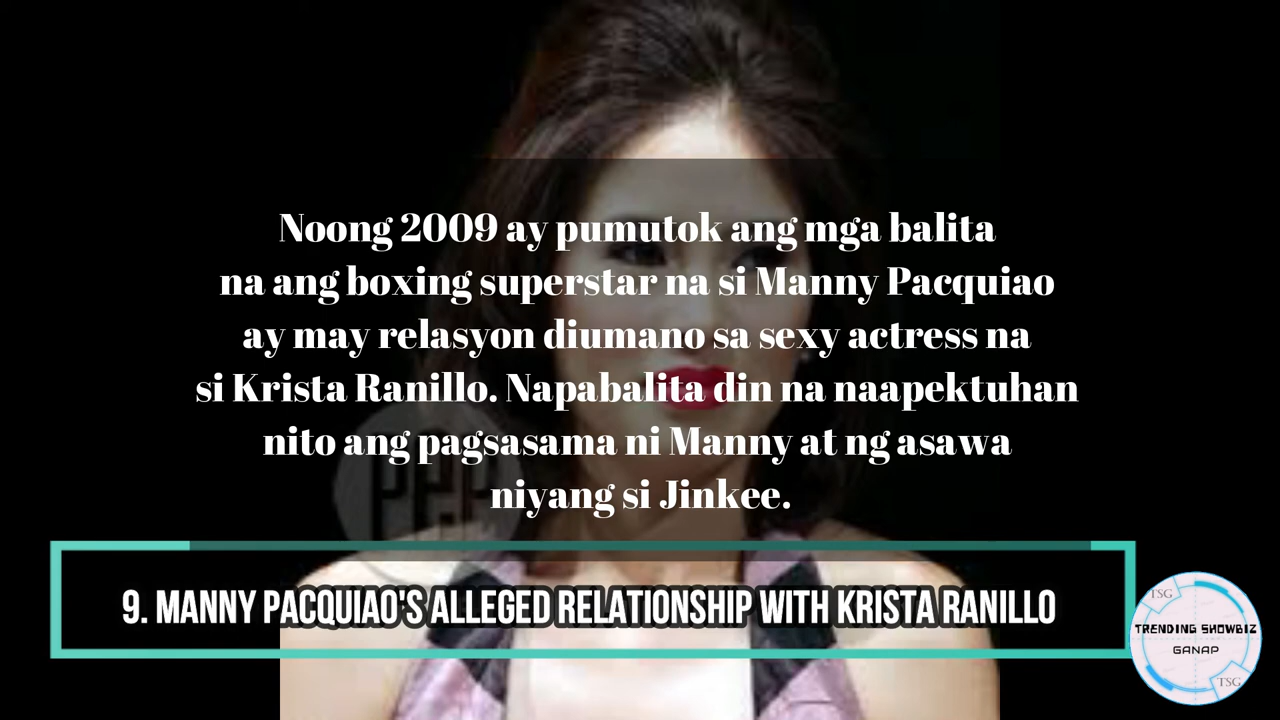 Noong 2009 ay pumutok ang mga balita
na ang boxing superstar na si Manny Pacquiao
ay may relasyon diumano sa sexy actress na
si Krista Ranillo. Napabalita din na naapektuhan
nito ang pagsasama ni Manny at ng asawa
niyang si Jinkee.
PEP
9. MANNY PACQUIAO'S ALLEGED RELATIONSHIP WITH KRISTA RANILLO
TSG
TRENDING SHOWBIZ
GANAP
TSG